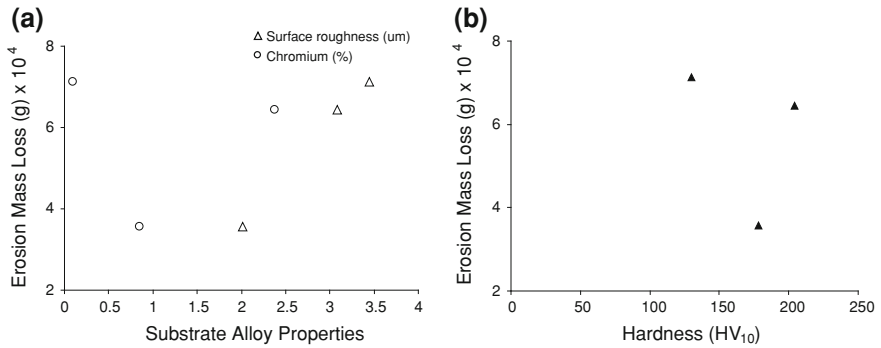 (a)
△ Surface roughness (um)
○ Chromium (%)
Erosion Mass Loss (g) x 10⁻⁴
8
6
4
2
0 0.5 1 1.5 2 2.5 3 3.5 4
Substrate Alloy Properties
(b)
Erosion Mass Loss (g) x 10⁻⁴
8
6
4
2
0 50 100 150 200 250
Hardness (HV₁₀)